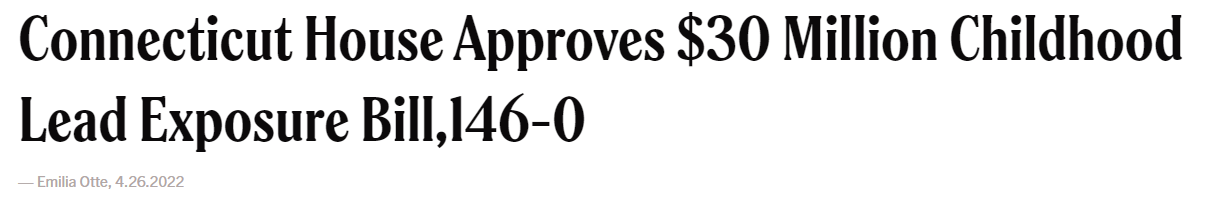 Connecticut House Approves $30 Million Childhood
Lead Exposure Bill,146-0
— Emilia Otte, 4.26.2022